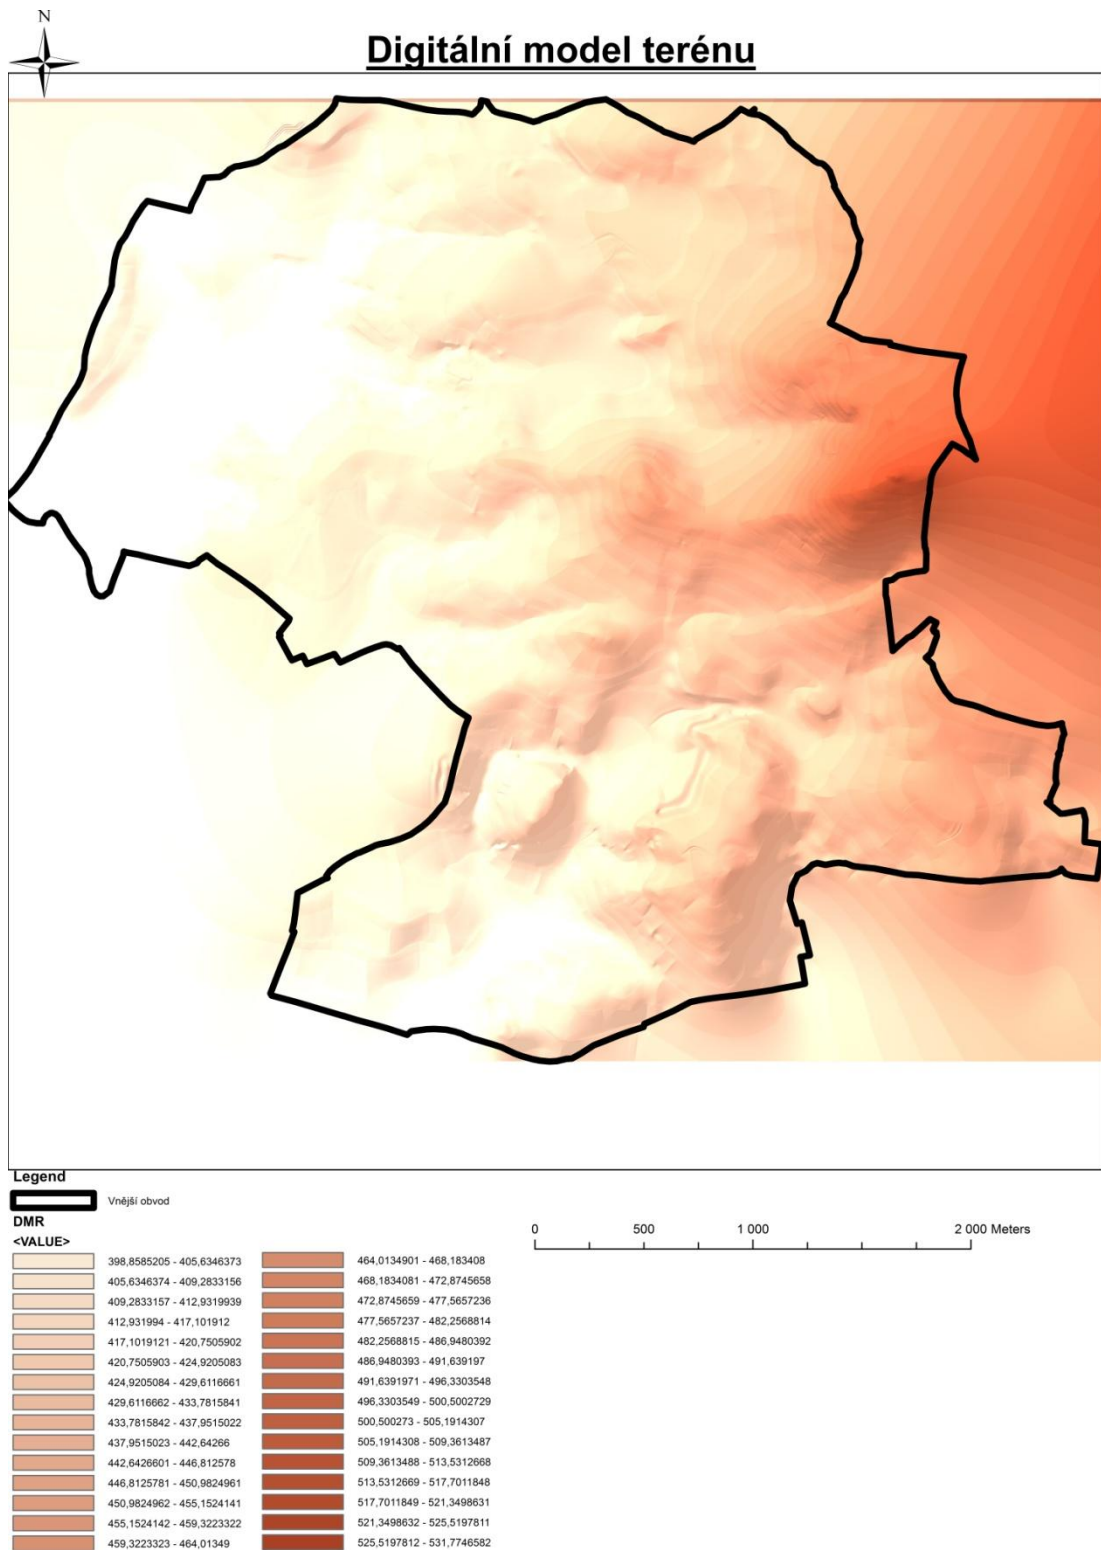 N
Digitální model terénu
Legend
Vnější obvod
DMR
<VALUE>
398,8585205 - 405,6346373
405,6346374 - 409,2833156
409,2833157 - 412,9319939
412,931994 - 417,101912
417,1019121 - 420,7505902
420,7505903 - 424,9205083
424,9205084 - 429,6116661
429,6116662 - 433,7815841
433,7815842 - 437,9515022
437,9515023 - 442,64266
442,6426601 - 446,812578
446,8125781 - 450,9824961
450,9824962 - 455,1524141
455,1524142 - 459,3223322
459,3223323 - 464,01349
464,0134901 - 468,183408
468,1834081 - 472,8745658
472,8745659 - 477,5657236
477,5657237 - 482,2568814
482,2568815 - 486,9480392
486,9480393 - 491,639197
491,6391971 - 496,3303548
496,3303549 - 500,5002729
500,500273 - 505,1914307
505,1914308 - 509,3613487
509,3613488 - 513,5312668
513,5312669 - 517,7011848
517,7011849 - 521,3498631
521,3498632 - 525,5197811
525,5197812 - 531,7746582
0 500 1 000 2 000 Meters